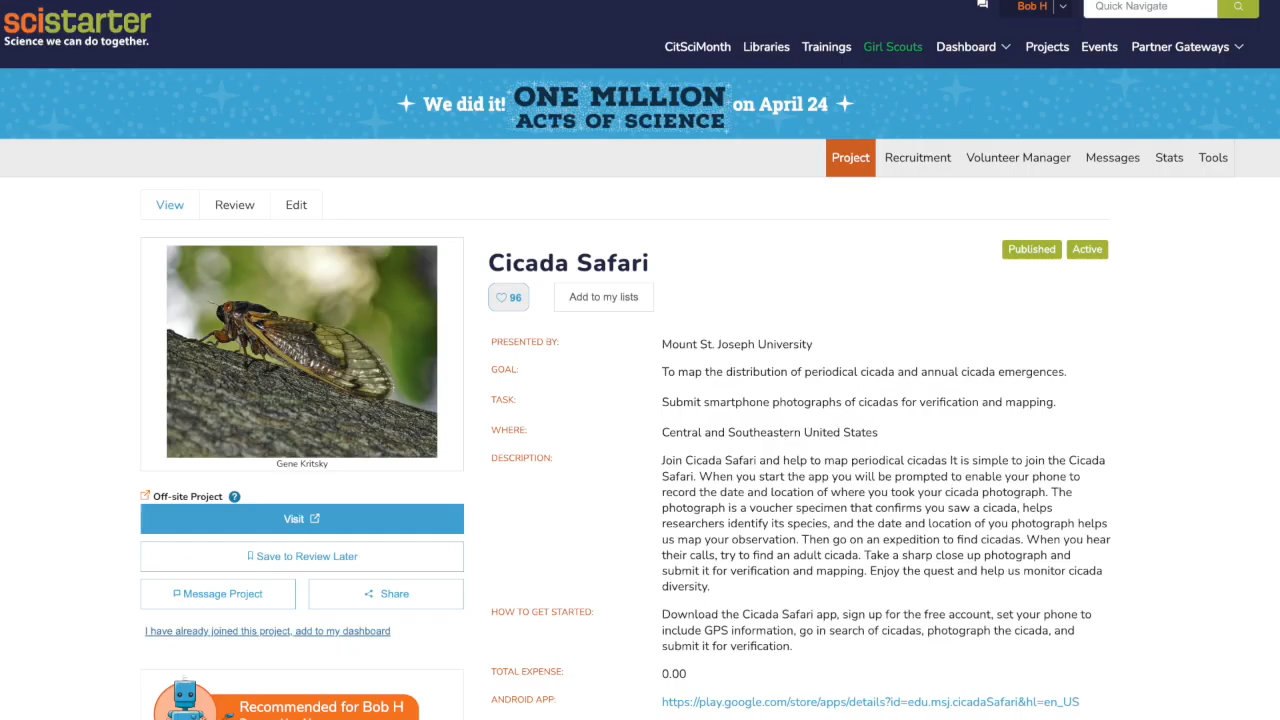 scistarter
Science we can do together.
Bob H
Quick Navigate
CitSciMonth Libraries Trainings Girl Scouts Dashboard Projects Events Partner Gateways
We did it! ONE MILLION on April 24
ACTS OF SCIENCE
Project Recruitment Volunteer Manager Messages Stats Tools
View Review Edit
Gene Kritsky
Off-site Project ?
Visit
Save to Review Later
Message Project Share
I have already joined this project, add to my dashboard
Recommended for Bob H
Cicada Safari
Published Active
96 Add to my lists
PRESENTED BY: Mount St. Joseph University
GOAL: To map the distribution of periodical cicada and annual cicada emergences.
TASK: Submit smartphone photographs of cicadas for verification and mapping.
WHERE: Central and Southeastern United States
DESCRIPTION: Join Cicada Safari and help to map periodical cicadas It is simple to join the Cicada
Safari. When you start the app you will be prompted to enable your phone to
record the date and location of where you took your cicada photograph. The
photograph is a voucher specimen that confirms you saw a cicada, helps
researchers identify its species, and the date and location of you photograph helps
us map your observation. Then go on an expedition to find cicadas. When you hear
their calls, try to find an adult cicada. Take a sharp close up photograph and
submit it for verification and mapping. Enjoy the quest and help us monitor cicada
diversity.
HOW TO GET STARTED: Download the Cicada Safari app, sign up for the free account, set your phone to
include GPS information, go in search of cicadas, photograph the cicada, and
submit it for verification.
TOTAL EXPENSE: 0.00
ANDROID APP: https://play.google.com/store/apps/details?id=edu.msj.cicadaSafari&hl=en_US